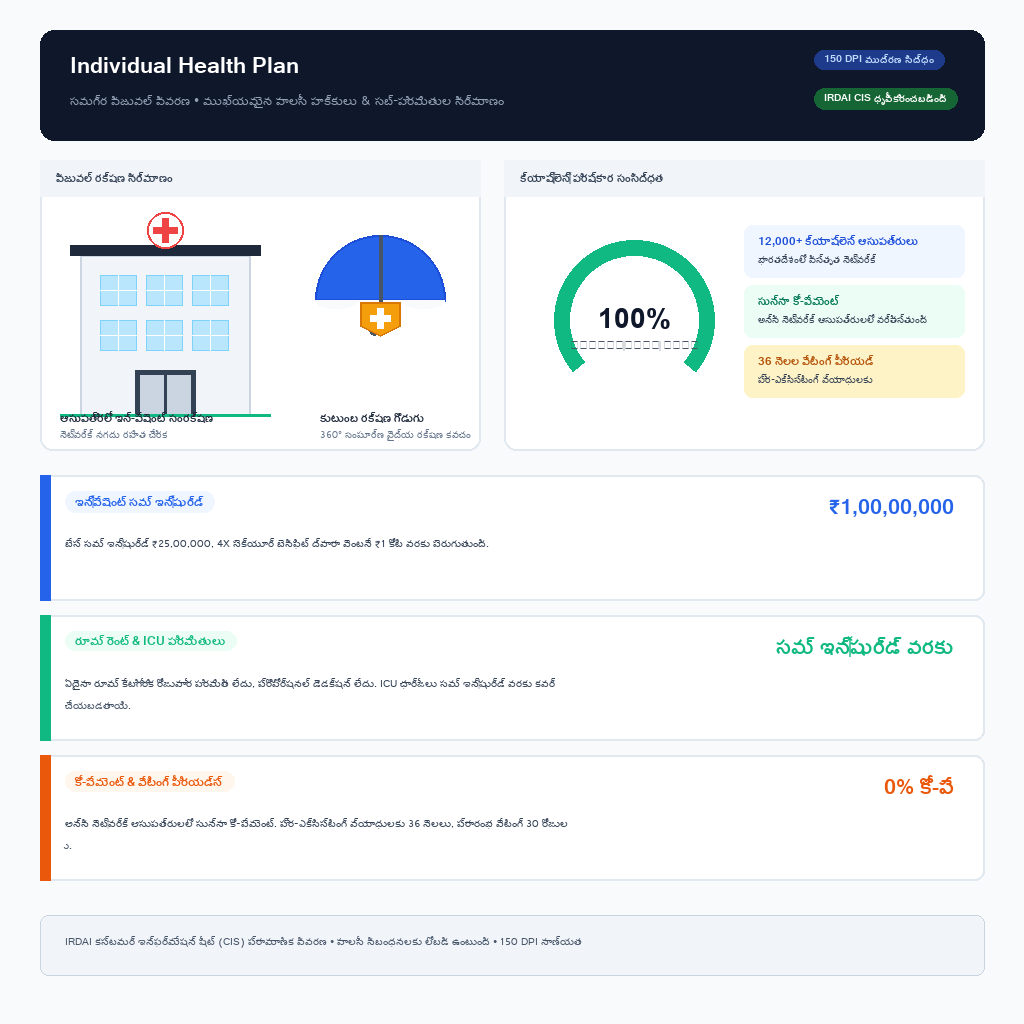 Individual Health Plan
150 DPI ముద్రణ సిద్ధం
సమగ్ర విజువల్ వివరణ • ముఖ్యమైన పాలసీ హక్కులు & సబ్-పరిమితుల నిర్మాణం
IRDAI CIS ధృవీకరించబడింది
విజువల్ రక్షణ నిర్మాణం
క్యాష్‌లెస్ పరిష్కార సంసిద్ధత
12,000+ క్యాష్‌లెస్ ఆసుపత్రులు
భారతదేశంలో విస్తృత నెట్‌వర్క్
సున్నా కో-పేమెంట్
100%
అన్ని నెట్‌వర్క్ ఆసుపత్రులలో వర్తిస్తుంది
36 నెలల వేటింగ్ పీరియడ్
ప్రీ-ఎక్సిస్టింగ్ వ్యాధులకు
ఆసుపత్రిలో ఇన్-పేషెంట్ సంరక్షణ
కుటుంబ రక్షణ గొడుగు
నెట్‌వర్క్ నగదు రహిత చేరిక
360° సంపూర్ణ వైద్య రక్షణ కవచం
ఇన్‌పేషెంట్ సమ్ ఇన్‌షుర్డ్
₹1,00,00,000
బేస్ సమ్ ఇన్‌షుర్డ్ ₹25,00,000, 4X సెక్యూర్ బెనిఫిట్ ద్వారా వెంటనే ₹1 కోటి వరకు పెరుగుతుంది.
రూమ్ రెంట్ & ICU పరిమితులు
సమ్ ఇన్‌షుర్డ్ వరకు
ఏదైనా రూమ్ కేటగిరీకి రోజువారీ పరిమితి లేదు, ప్రొపోర్షనల్ డిడక్షన్ లేదు. ICU ఛార్జీలు సమ్ ఇన్‌షుర్డ్ వరకు కవర్
చేయబడతాయి.
కో-పేమెంట్ & వేటింగ్ పీరియడ్స్
0% కో-పే
అన్ని నెట్‌వర్క్ ఆసుపత్రులలో సున్నా కో-పేమెంట్. ప్రీ-ఎక్సిస్టింగ్ వ్యాధులకు 36 నెలలు, ప్రారంభ వేటింగ్ 30 రోజుల
ు.
IRDAI కస్టమర్ ఇన్ఫర్మేషన్ షీట్ (CIS) ప్రామాణిక వివరణ • పాలసీ నిబంధనలకు లోబడి ఉంటుంది • 150 DPI నాణ్యత